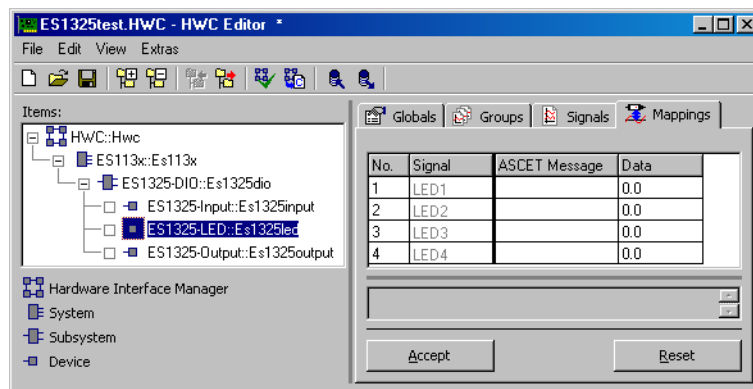 ES1325test.HWC - HWC Editor *
File Edit View Extras
Items:
HWC::Hwc
ES113x::Es113x
ES1325-DIO::Es1325dio
ES1325-Input::Es1325input
ES1325-LED::Es1325led
ES1325-Output::Es1325output
Hardware Interface Manager
System
Subsystem
Device
Globals Groups Signals Mappings
No. Signal ASCET Message Data
1 LED1 0.0
2 LED2 0.0
3 LED3 0.0
4 LED4 0.0
Accept Reset